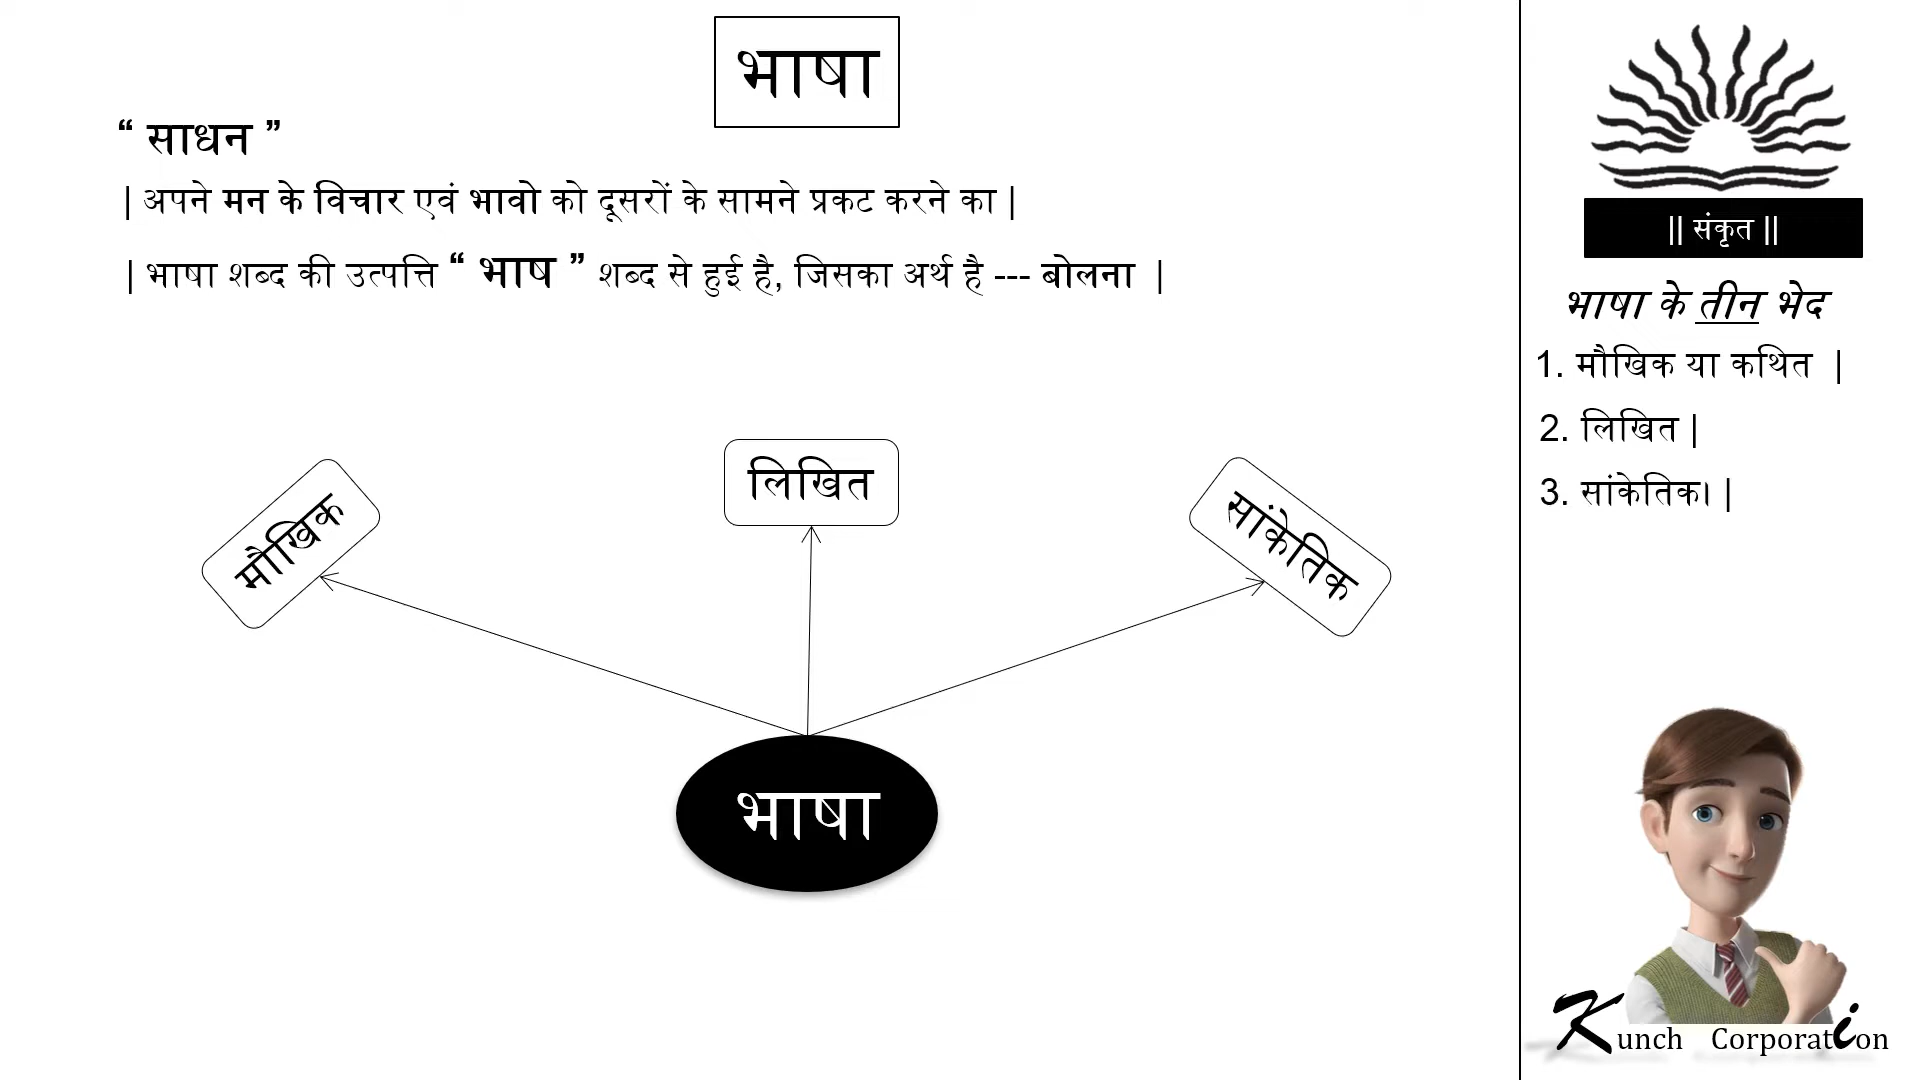 भाषा
“ साधन ”
| अपने मन के विचार एवं भावो को दूसरों के सामने प्रकट करने का |
| भाषा शब्द की उत्पत्ति “ भाष ” शब्द से हुई है, जिसका अर्थ है --- बोलना |
मौखिक
लिखित
सांकेतिक
भाषा
|| संकृत ||
भाषा के तीन भेद
1. मौखिक या कथित |
2. लिखित |
3. सांकेतिक। |
Kunch Corporation